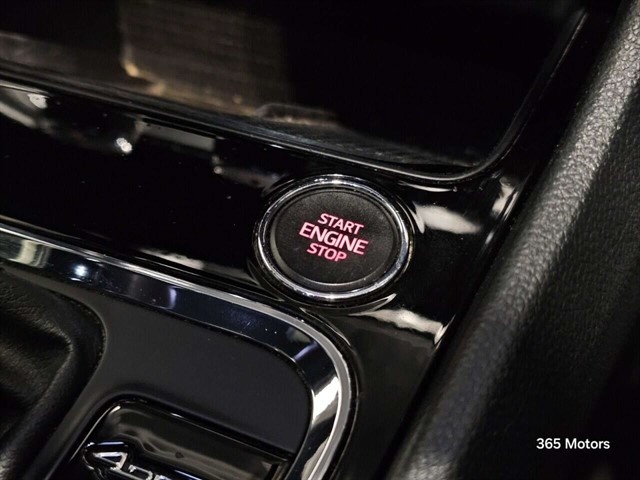 START
ENGINE
STOP
365 Motors